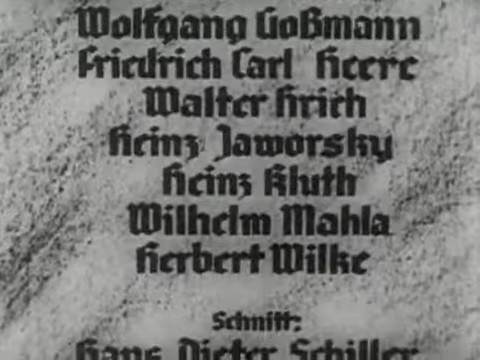 Wolfgang Goßmann
Friedrich Carl Heere
Walter Hrich
Heinz Jaworsky
Heinz Kluth
Wilhelm Mahla
Herbert Wilke
Schnitt:
Hans Dieter Schiller